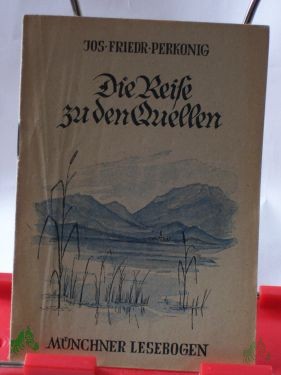 JOS·FRIEDR·PERKONIG
Die Reise
zu den Quellen
MÜNCHNER LESEBOGEN